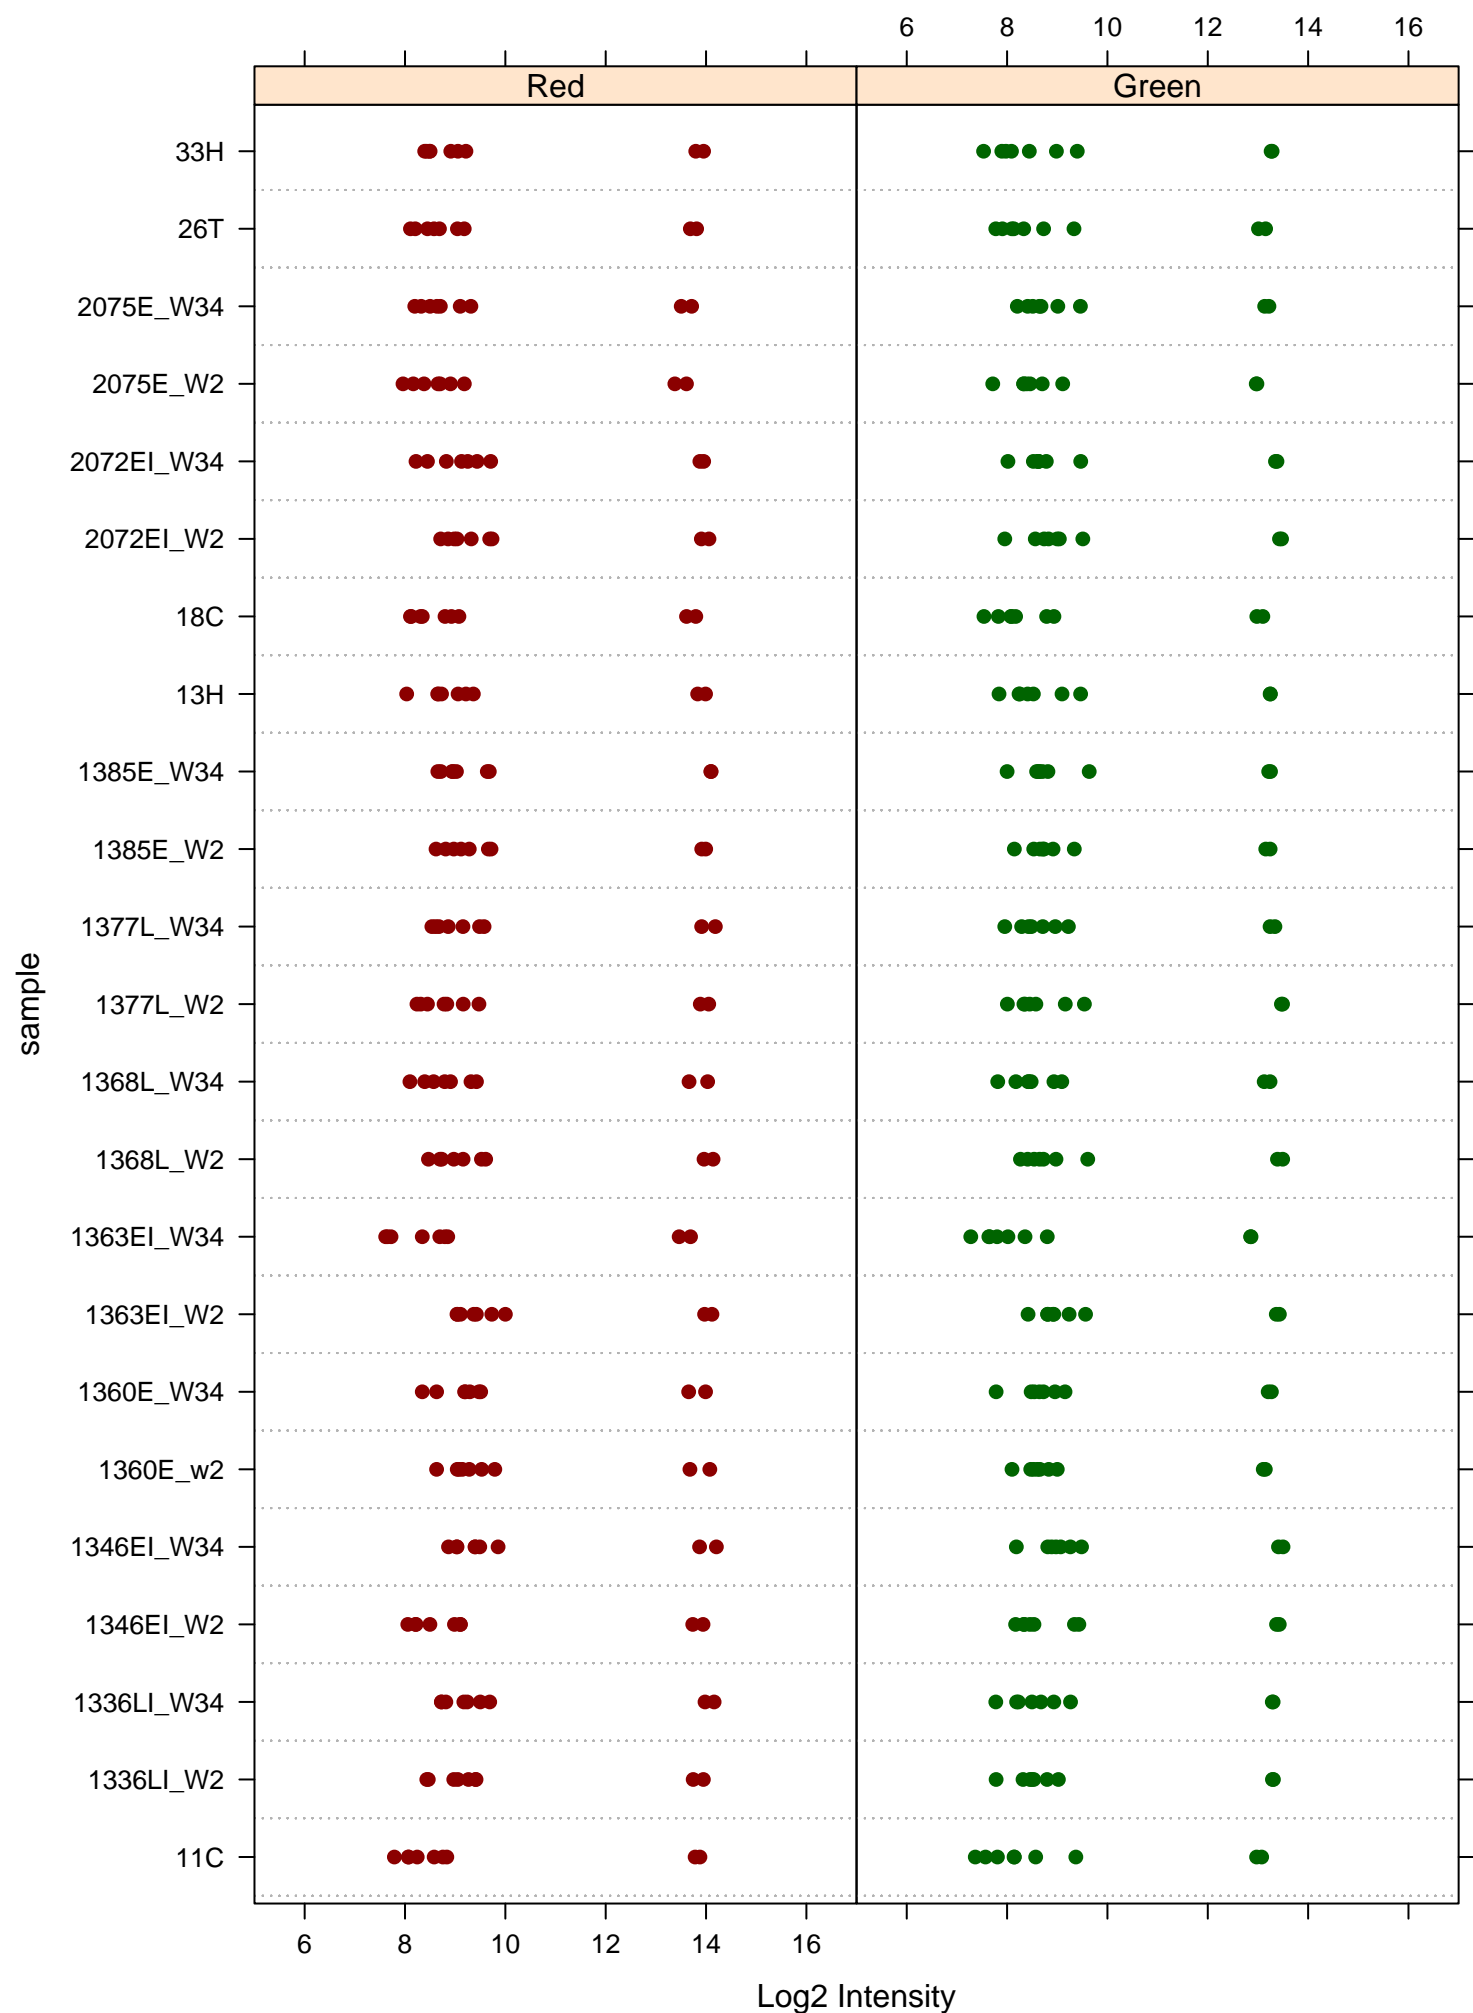 6 8 10 12 14 16
Red Green
33H
26T
2075E_W34
2075E_W2
2072EI_W34
2072EI_W2
18C
13H
1385E_W34
1385E_W2
1377L_W34
1377L_W2
1368L_W34
1368L_W2
1363EI_W34
1363EI_W2
1360E_W34
1360E_w2
1346EI_W34
1346EI_W2
1336LI_W34
1336LI_W2
11C
sample
6 8 10 12 14 16
Log2 Intensity